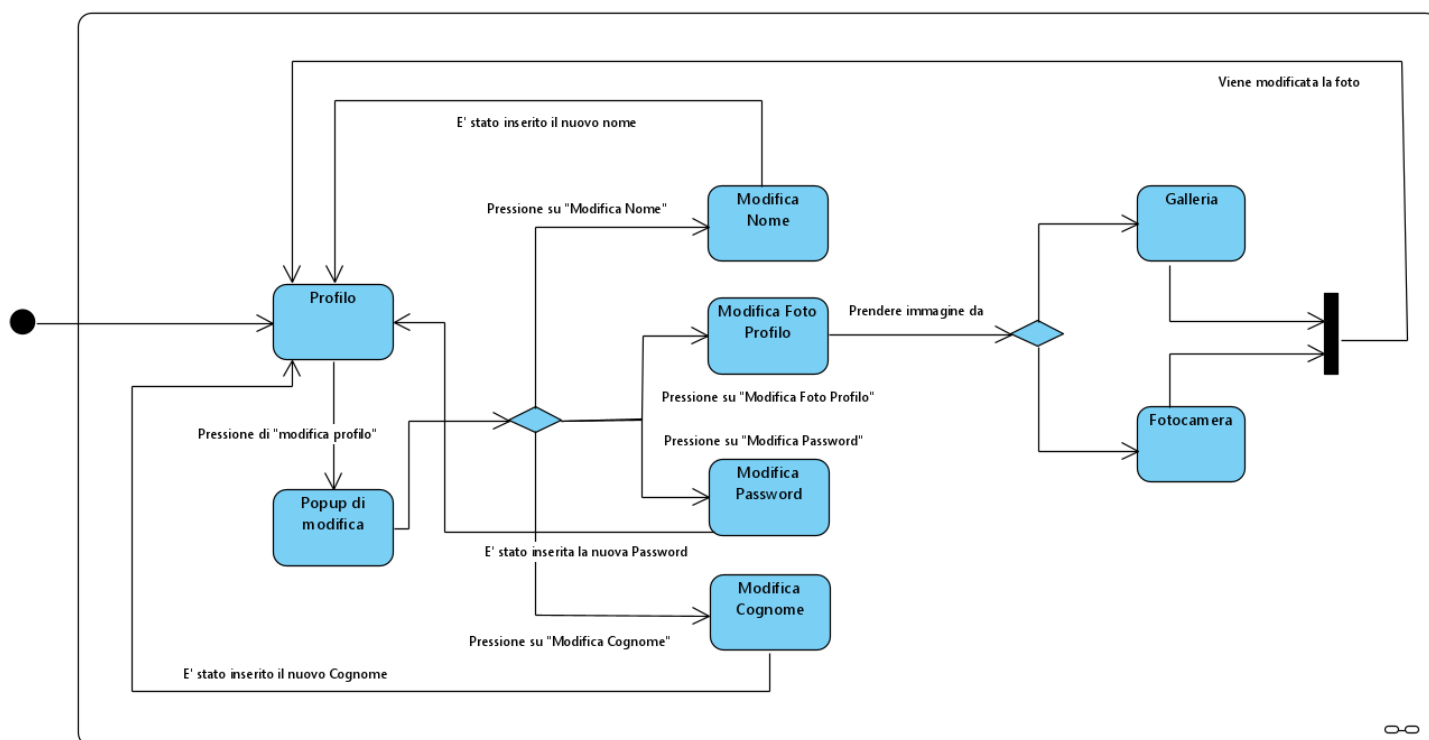 Viene modificata la foto
E' stato inserito il nuovo nome
Modifica
Nome
Galleria
Pressione su "Modifica Nome"
Profilo
Modifica Foto
Profilo
Prendere immagine da
Pressione su "Modifica Foto Profilo"
Fotocamera
Pressione di "modifica profilo"
Pressione su "Modifica Password"
Modifica
Password
Popup di
modifica
E' stato inserita la nuova Password
Modifica
Cognome
Pressione su "Modifica Cognome"
E' stato inserito il nuovo Cognome